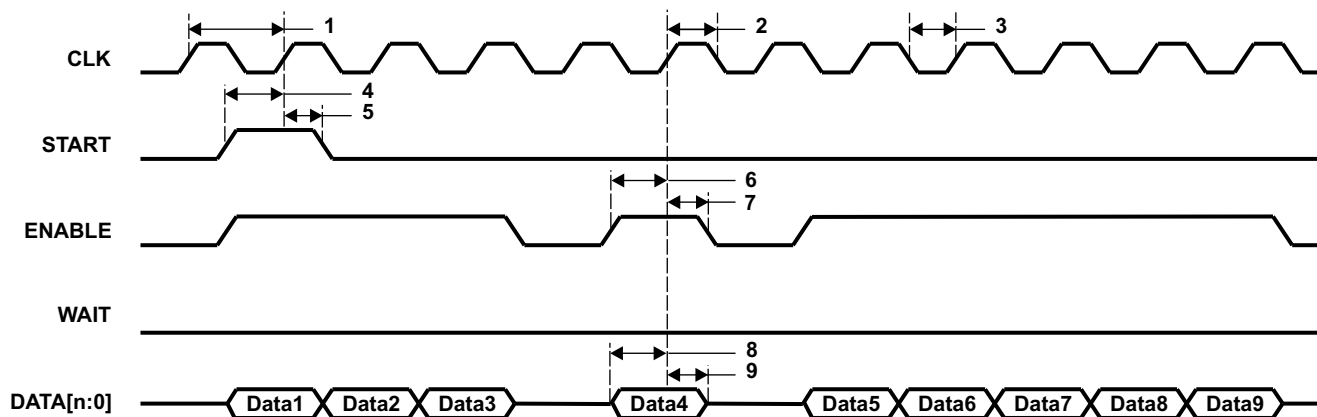 1 2 3
CLK
4
5
START
6
7
ENABLE
WAIT
8
9
DATA[n:0] Data1 Data2 Data3 Data4 Data5 Data6 Data7 Data8 Data9